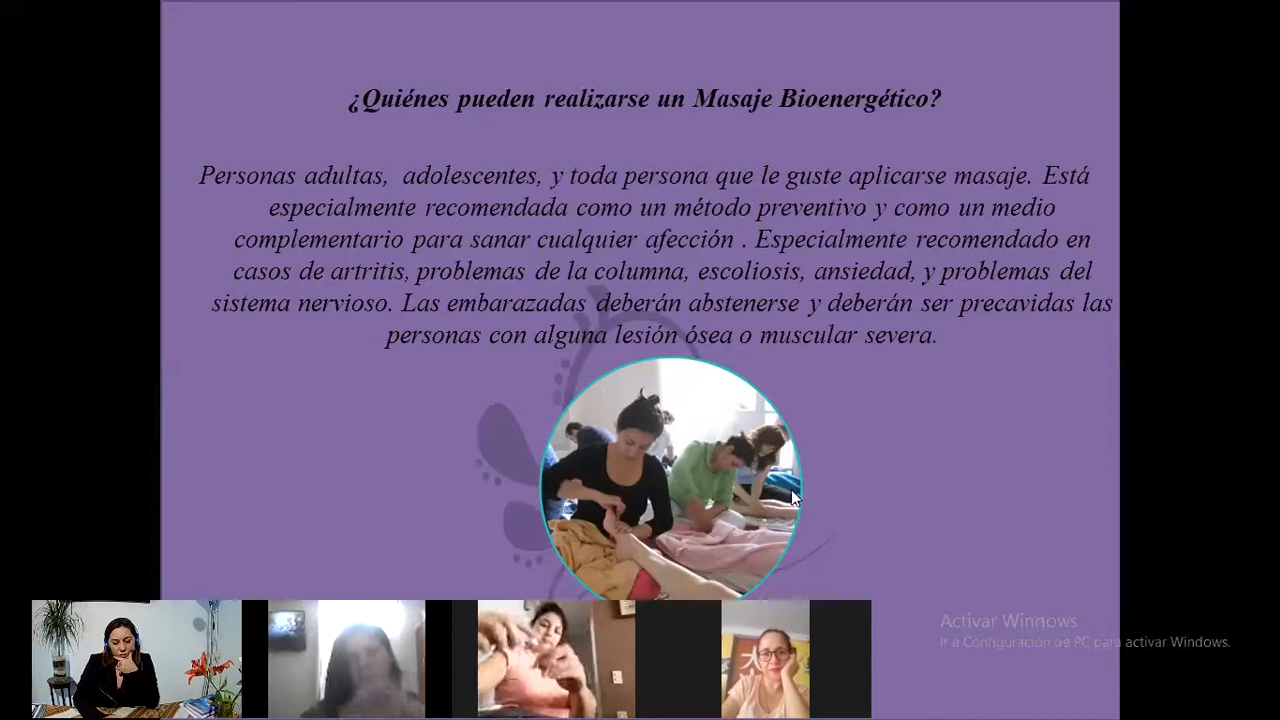 ¿Quiénes pueden realizarse un Masaje Bioenergético?
Personas adultas, adolescentes, y toda persona que le guste aplicarse masaje. Está
especialmente recomendada como un método preventivo y como un medio
complementario para sanar cualquier afección . Especialmente recomendado en
casos de artritis, problemas de la columna, escoliosis, ansiedad, y problemas del
sistema nervioso. Las embarazadas deberán abstenerse y deberán ser precavidas las
personas con alguna lesión ósea o muscular severa.
Activar Windows
Ir a Configuración de PC para activar Windows.
大